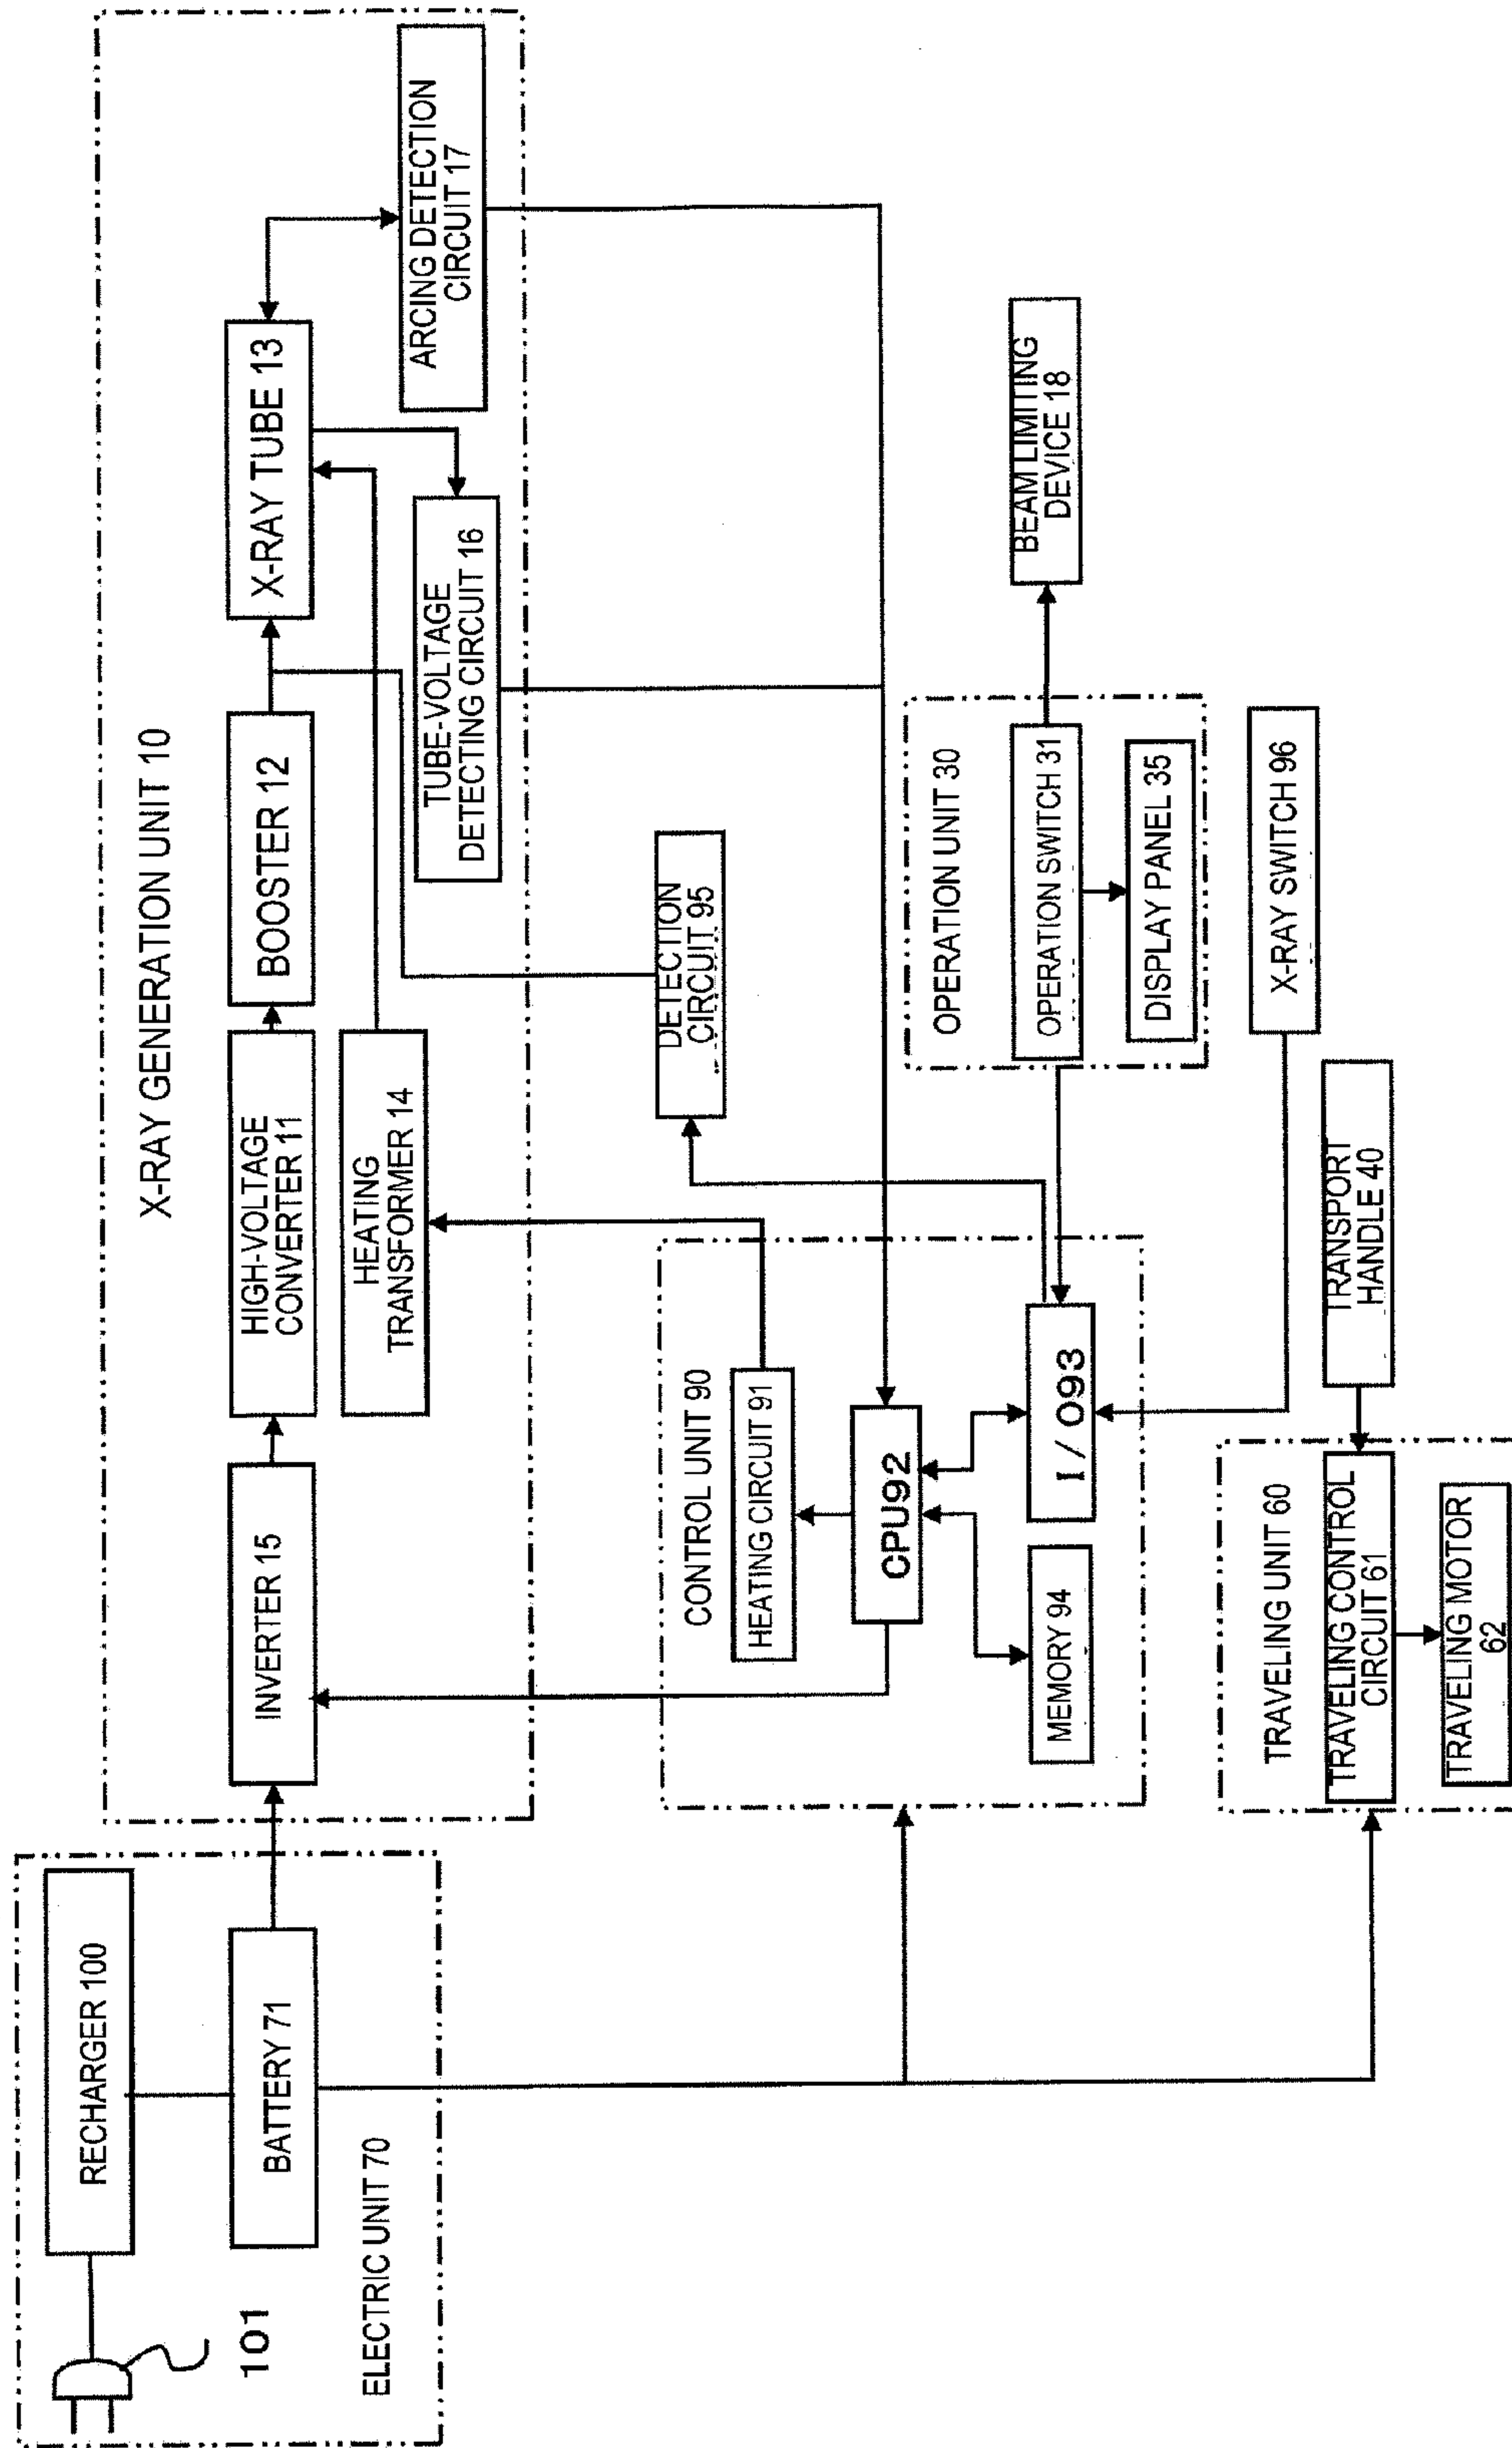 X-RAY GENERATION UNIT 10
RECHARGER 100
101
BATTERY 71
ELECTRIC UNIT 70
INVERTER 15
HIGH-VOLTAGE
CONVERTER 11
BOOSTER 12
X-RAY TUBE 13
HEATING
TRANSFORMER 14
TUBE-VOLTAGE
DETECTING CIRCUIT 16
ARCING DETECTION
CIRCUIT 17
DETECTION
CIRCUIT 95
CONTROL UNIT 90
HEATING CIRCUIT 91
CPU92
I/O93
MEMORY 94
OPERATION UNIT 30
OPERATION SWITCH 31
DISPLAY PANEL 35
BEAM LIMITING
DEVICE 18
X-RAY SWITCH 96
TRANSPORT
HANDLE 40
TRAVELING UNIT 60
TRAVELING CONTROL
CIRCUIT 61
TRAVELING MOTOR
62